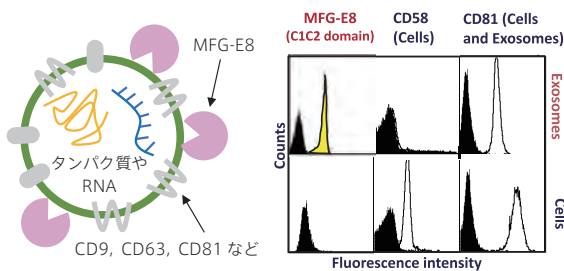 MFG-E8
タンパク質や
RNA
CD9, CD63, CD81 など
MFG-E8
(C1C2 domain)
CD58
(Cells)
CD81 (Cells
and Exosomes)
Counts
Exosomes
Cells
Fluorescence intensity